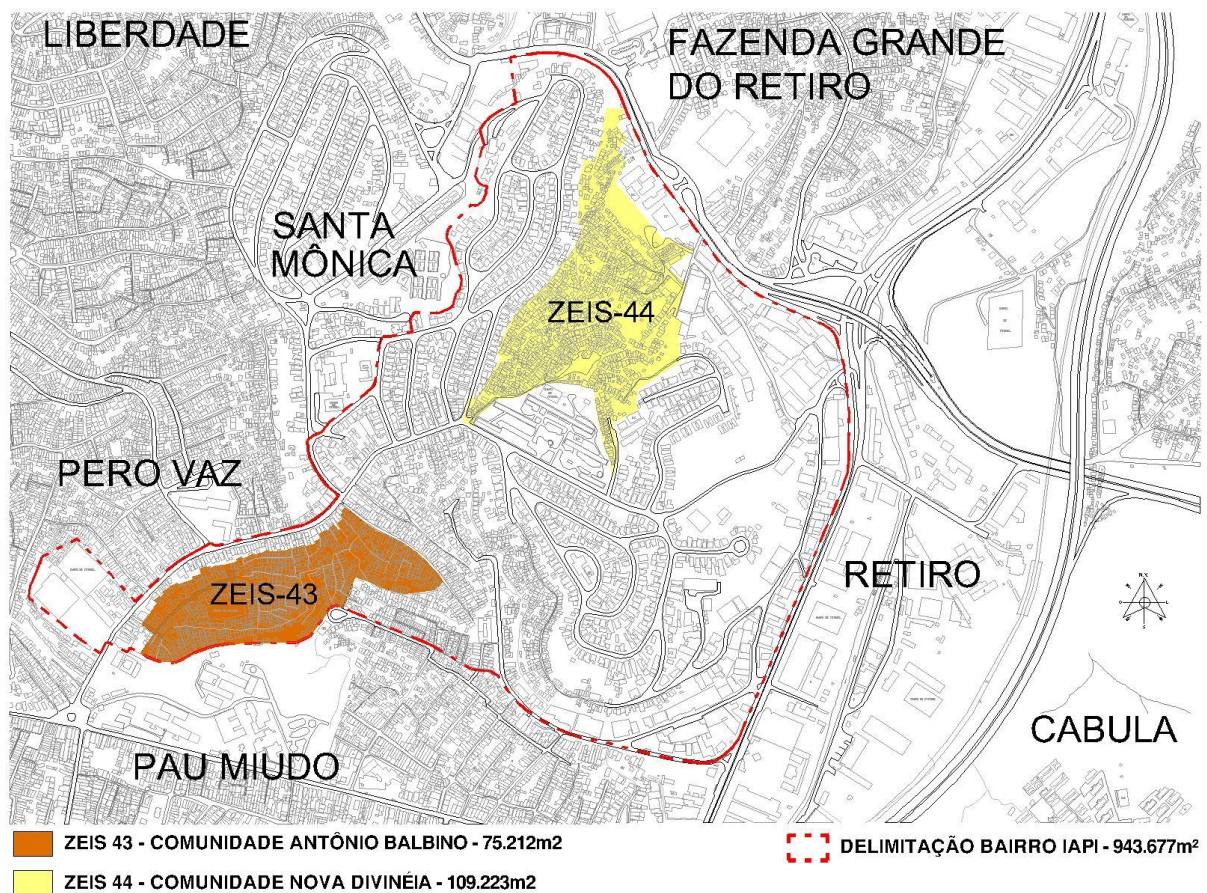 LIBERDADE
FAZENDA GRANDE
DO RETIRO
SANTA
MÔNICA
ZEIS-44
PERO VAZ
ZEIS-43
RETIRO
CABULA
PAU MIUDO
ZEIS 43 - COMUNIDADE ANTÔNIO BALBINO - 75.212m2
DELIMITAÇÃO BAIRRO IAPI - 943.677m²
ZEIS 44 - COMUNIDADE NOVA DIVINÉIA - 109.223m2